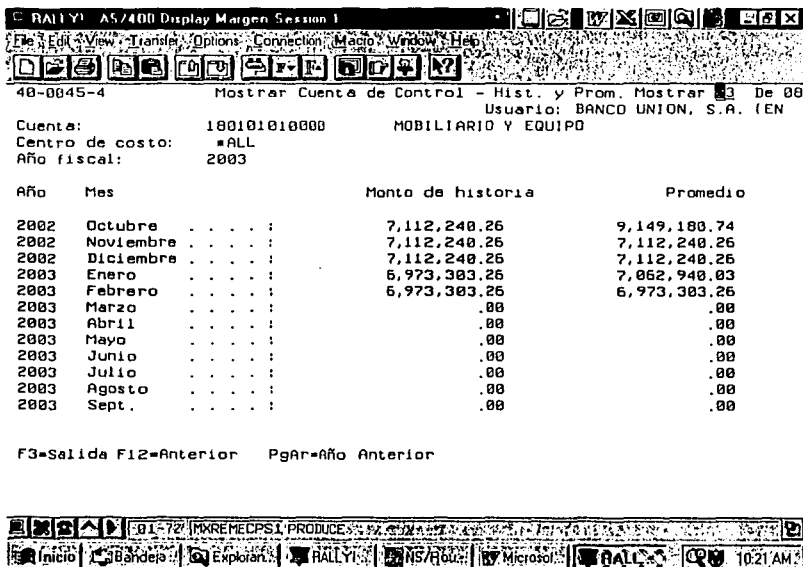 RALLY! AS/400 Display Margen Session 1
File Edit View Transfer Options Connection Macro Window Help
40-0045-4 Mostrar Cuenta de Control - Hist. y Prom. Mostrar 3 De 08
Usuario: BANCO UNION, S.A. (EN
Cuenta: 180101010000 MOBILIARIO Y EQUIPO
Centro de costo: *ALL
Año fiscal: 2003
Año Mes Monto de historia Promedio
2002 Octubre . . . . : 7,112,240.26 9,149,180.74
2002 Noviembre . . . . : 7,112,240.26 7,112,240.26
2002 Diciembre . . . . : 7,112,240.26 7,112,240.26
2003 Enero . . . . : 6,973,303.26 7,062,940.03
2003 Febrero . . . . : 6,973,303.26 6,973,303.26
2003 Marzo . . . . : .00 .00
2003 Abril . . . . : .00 .00
2003 Mayo . . . . : .00 .00
2003 Junio . . . . : .00 .00
2003 Julio . . . . : .00 .00
2003 Agosto . . . . : .00 .00
2003 Sept. . . . . : .00 .00
F3=Salida F12=Anterior PgAr=Año Anterior
01-72 MXREMECPS1 PRODUCE
Inicio Bandeja Exploran. RALLY! NS/Rou. Microsof. RALLY 10:21 AM